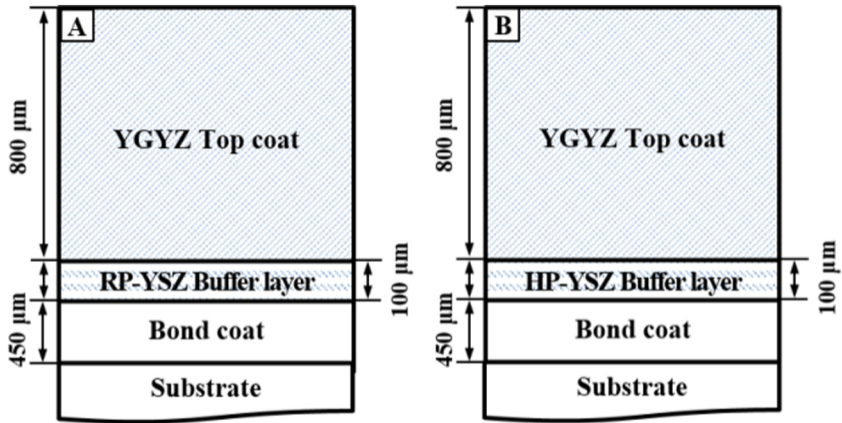 A
800 μm
YGYZ Top coat
RP-YSZ Buffer layer
100 μm
450 μm
Bond coat
Substrate
B
800 μm
YGYZ Top coat
HP-YSZ Buffer layer
100 μm
450 μm
Bond coat
Substrate